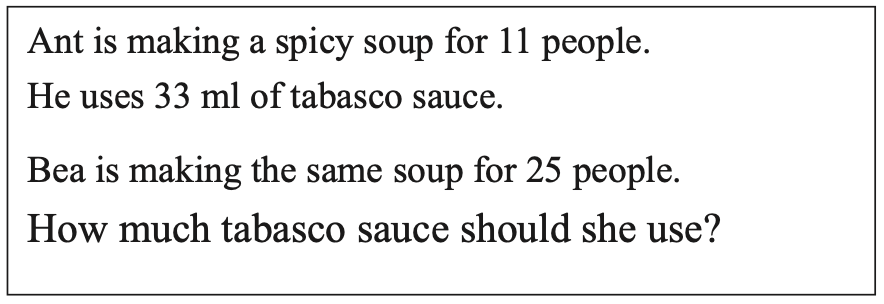 Ant is making a spicy soup for 11 people.
He uses 33 ml of tabasco sauce.
Bea is making the same soup for 25 people.
How much tabasco sauce should she use?